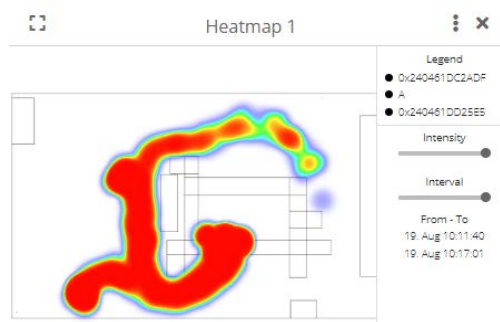 Heatmap 1
Legend
0x240461DC2ADF
A
0x240461DD25E5
Intensity
Interval
From - To
19. Aug 10:11:40
19. Aug 10:17:01